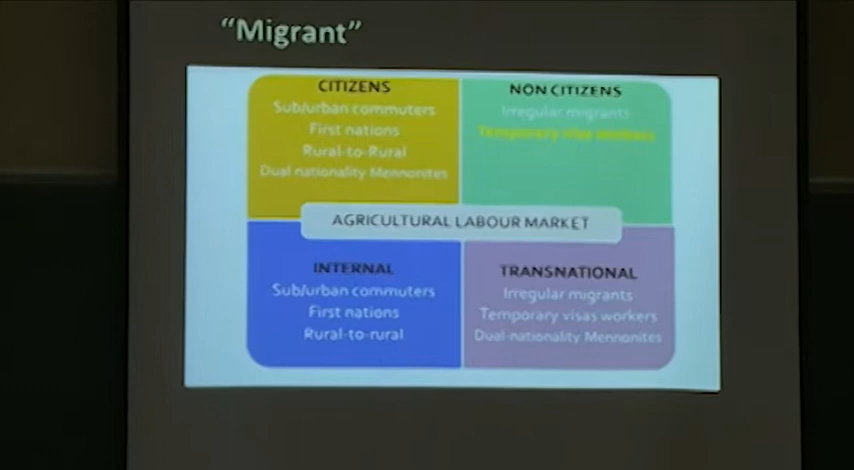 “Migrant”
CITIZENS
Sub/urban commuters
First nations
Rural-to-Rural
Dual nationality Mennonites
NON CITIZENS
Irregular migrants
Temporary visa workers
AGRICULTURAL LABOUR MARKET
INTERNAL
Sub/urban commuters
First nations
Rural-to-rural
TRANSNATIONAL
Irregular migrants
Temporary visas workers
Dual-nationality Mennonites